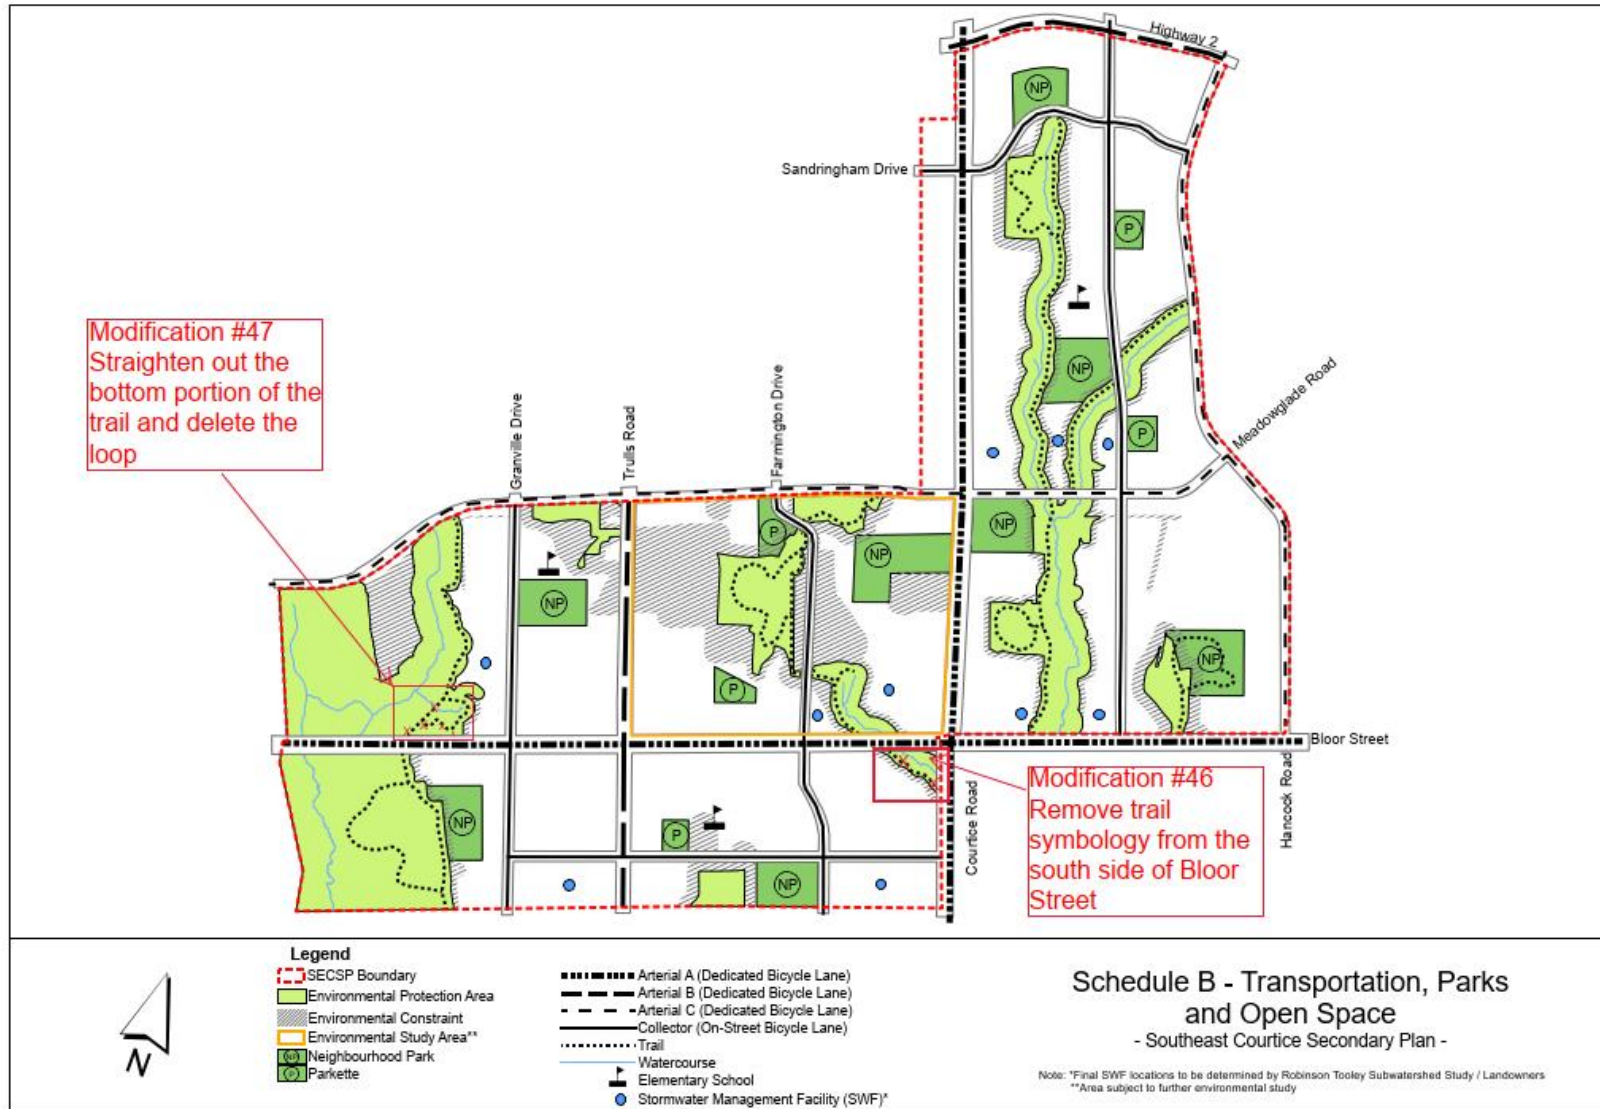 Highway 2
NP
Sandringham Drive
P
Modification #47
Straighten out the
bottom portion of the
trail and delete the
loop
NP
Meadowglade Road
P
Granville Drive
Trulls Road
Farmington Drive
P
NP
NP
NP
NP
P
Bloor Street
Modification #46
Remove trail
symbology from the
south side of Bloor
Street
Courtice Road
Hancock Road
NP
P
NP
Legend
SECSP Boundary
Environmental Protection Area
Environmental Constraint
Environmental Study Area**
NP Neighbourhood Park
P Parkette
Arterial A (Dedicated Bicycle Lane)
Arterial B (Dedicated Bicycle Lane)
Arterial C (Dedicated Bicycle Lane)
Collector (On-Street Bicycle Lane)
Trail
Watercourse
Elementary School
Stormwater Management Facility (SWF)*
N
Schedule B - Transportation, Parks
and Open Space
- Southeast Courtice Secondary Plan -
Note: *Final SWF locations to be determined by Robinson Tooley Subwatershed Study / Landowners
**Area subject to further environmental study